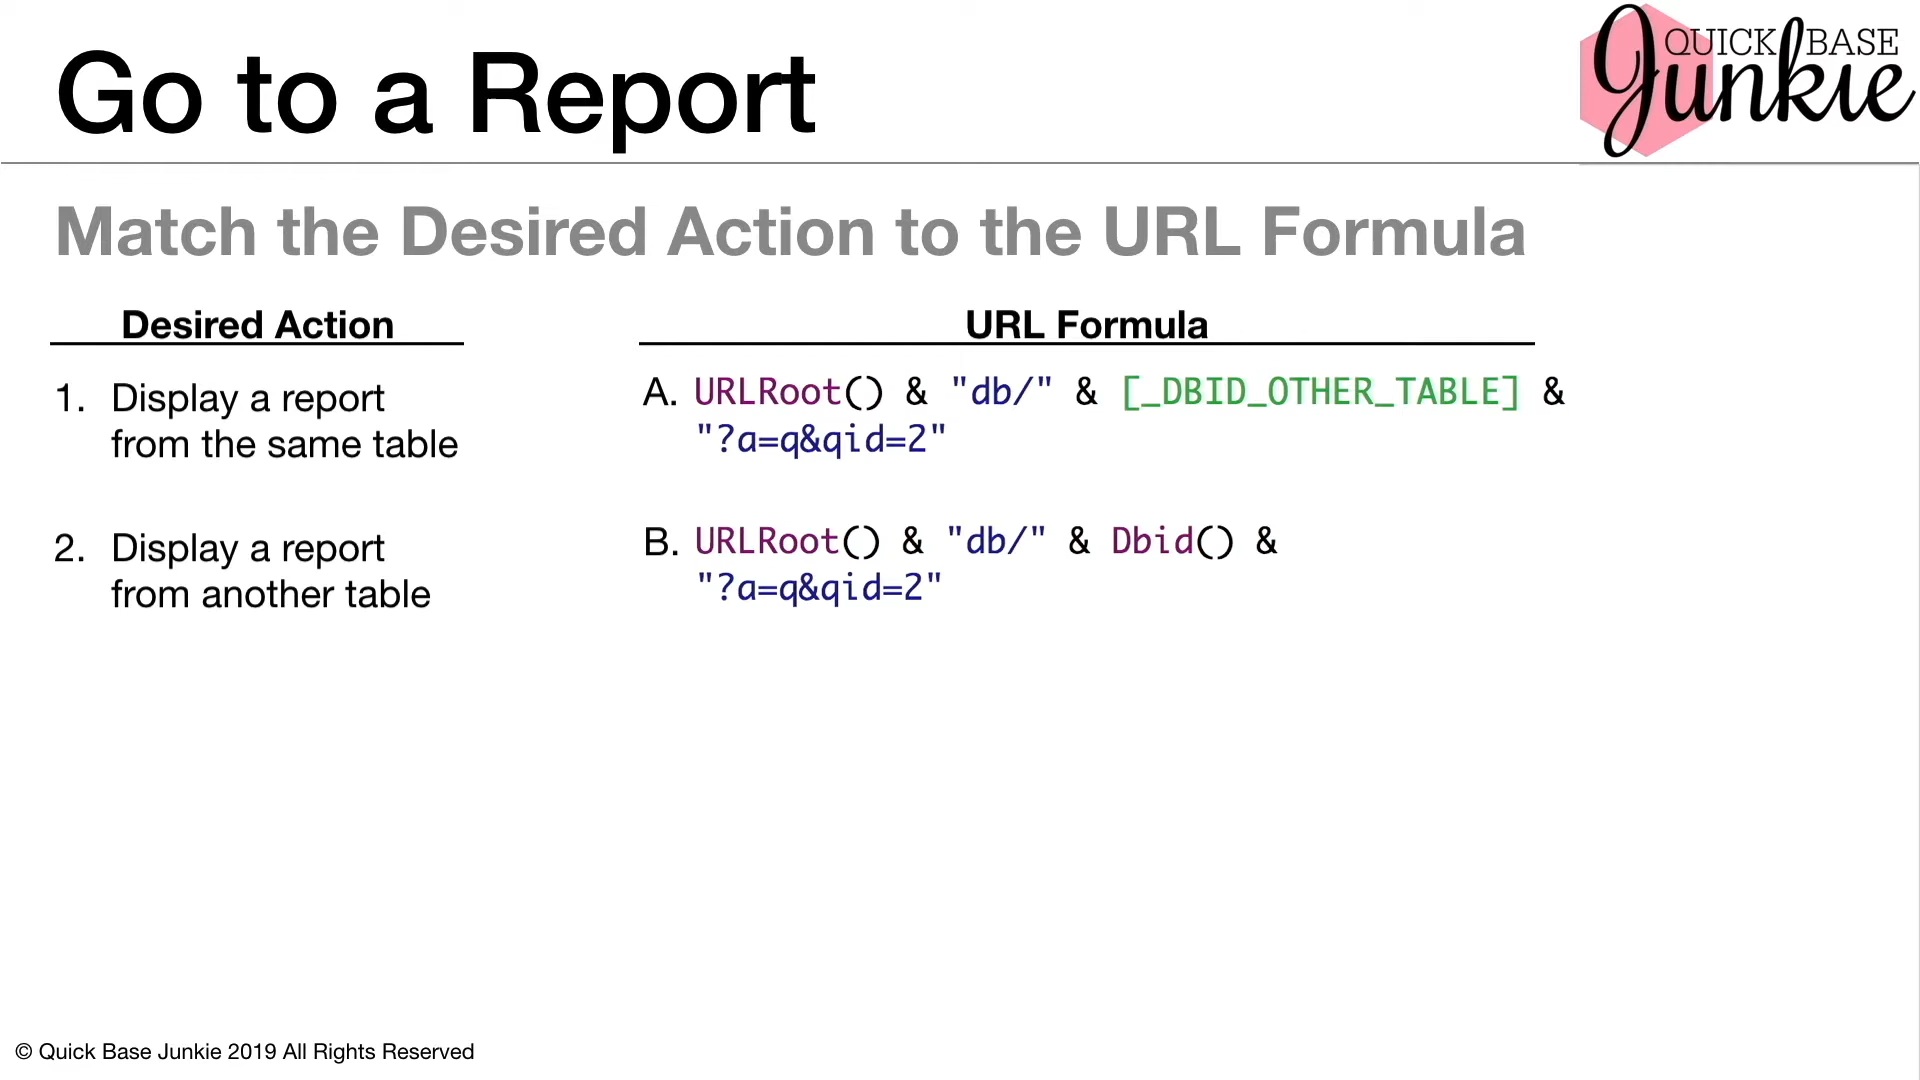 Go to a Report
QUICK BASE
Junkie
Match the Desired Action to the URL Formula
Desired Action
URL Formula
1. Display a report
from the same table
A. URLRoot() & "db/" & [_DBID_OTHER_TABLE] &
"?a=q&qid=2"
2. Display a report
from another table
B. URLRoot() & "db/" & Dbid() &
"?a=q&qid=2"
© Quick Base Junkie 2019 All Rights Reserved